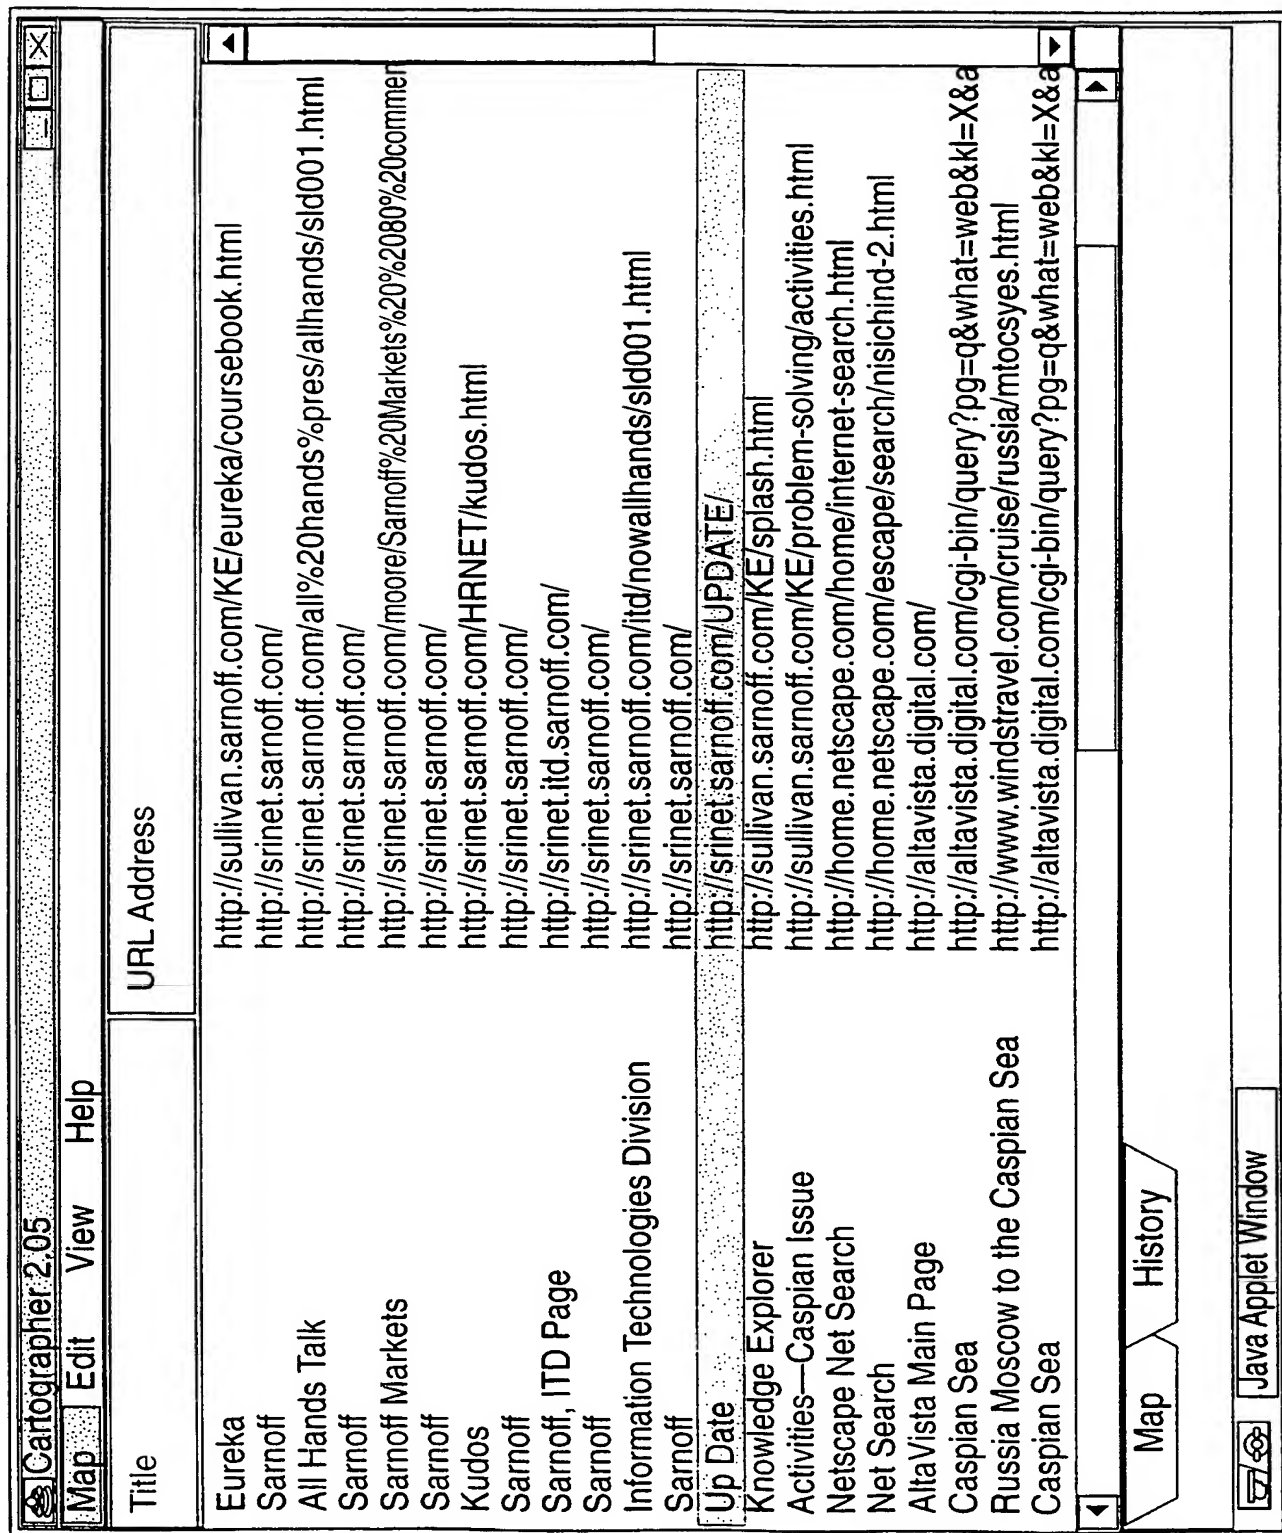 Cartographer 2.05
Map Edit View Help
Title URL Address
Eureka http://sullivan.sarnoff.com/KE/eureka/coursebook.html
Sarnoff http://srinet.sarnoff.com/
All Hands Talk http://srinet.sarnoff.com/all%20hands%pres/allhands/sld001.html
Sarnoff http://srinet.sarnoff.com/
Sarnoff Markets http://srinet.sarnoff.com/moore/Sarnoff%20Markets%20%2080%20commen
Sarnoff http://srinet.sarnoff.com/
Kudos http://srinet.sarnoff.com/HRNET/kudos.html
Sarnoff http://srinet.sarnoff.com/
Sarnoff, ITD Page http://srinet.itd.sarnoff.com/
Sarnoff http://srinet.sarnoff.com/
Information Technologies Division http://srinet.sarnoff.com/itd/nowallhands/sld001.html
Sarnoff http://srinet.sarnoff.com/
Up Date http://srinet.sarnoff.com/UPDATE/
Knowledge Explorer http://sullivan.sarnoff.com/KE/splash.html
Activities—Caspian Issue http://sullivan.sarnoff.com/KE/problem-solving/activities.html
Netscape Net Search http://home.netscape.com/home/internet-search.html
Net Search http://home.netscape.com/escape/search/nisichind-2.html
AltaVista Main Page http://altavista.digital.com/
Caspian Sea http://altavista.digital.com/cgi-bin/query?pg=q&what=web&kl=X&a
Russia Moscow to the Caspian Sea http://www.windstravel.com/cruise/russia/mtocsyes.html
Caspian Sea http://altavista.digital.com/cgi-bin/query?pg=q&what=web&kl=X&a
Map History
Java Applet Window